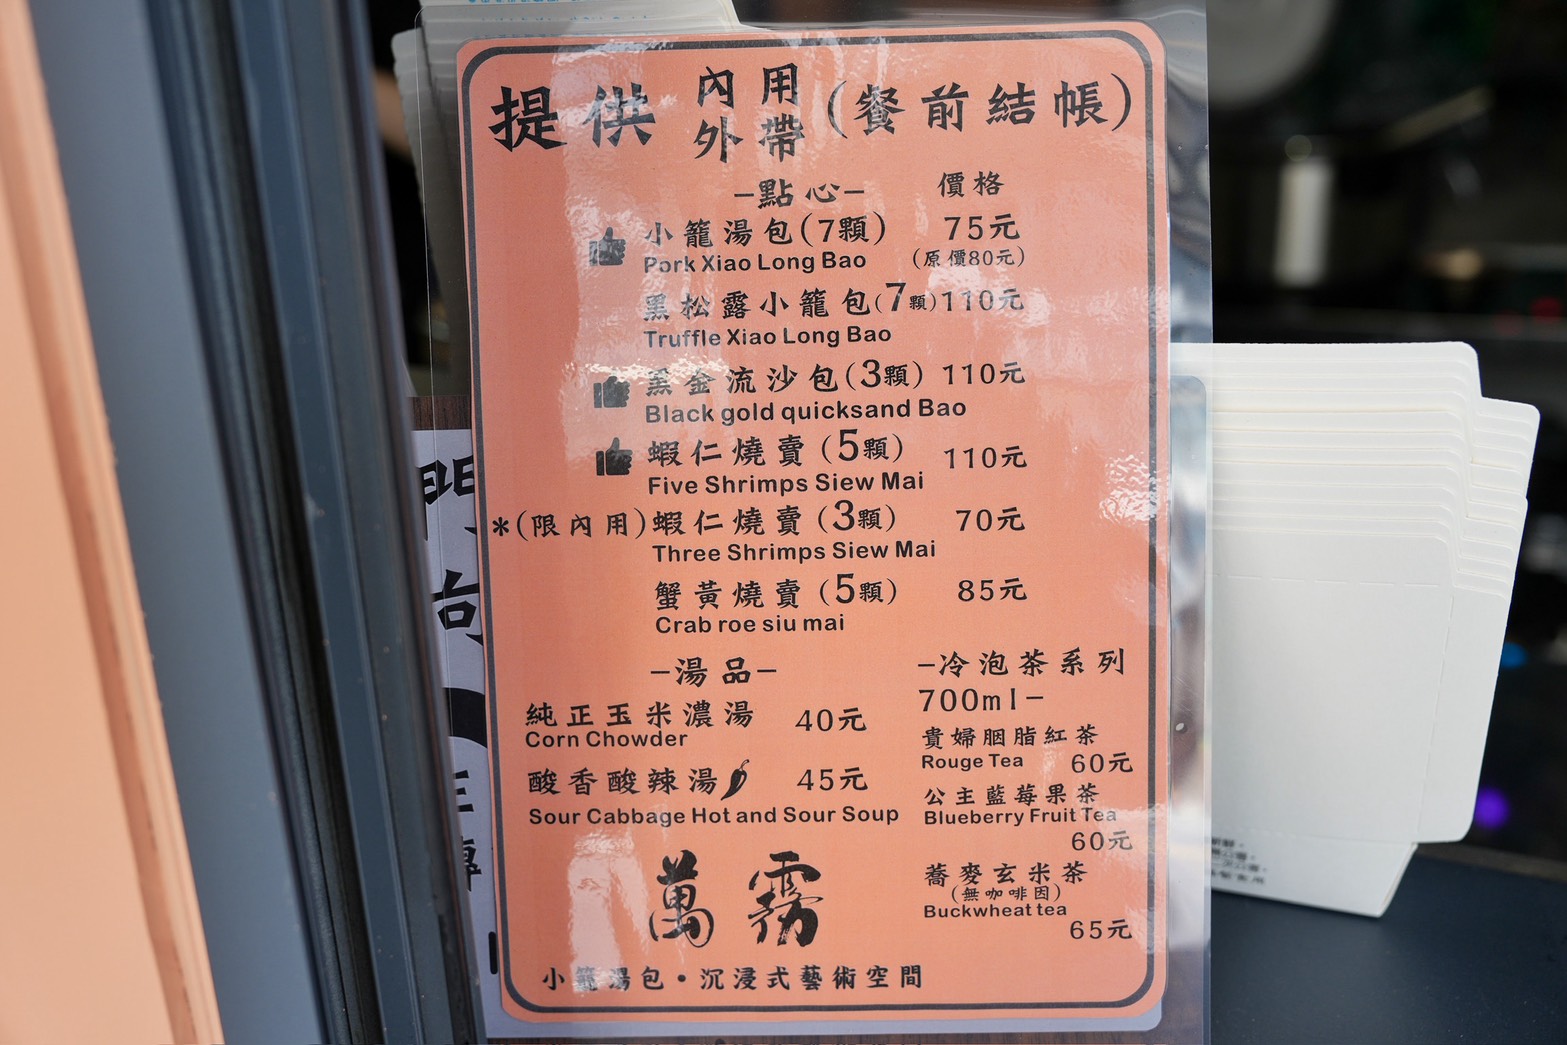 提供 內用 外帶 (餐前結帳)
-點心- 價格
小籠湯包(7顆) 75元
Pork Xiao Long Bao (原價80元)
黑松露小籠包(7顆) 110元
Truffle Xiao Long Bao
黑金流沙包(3顆) 110元
Black gold quicksand Bao
蝦仁燒賣(5顆) 110元
Five Shrimps Siew Mai
*(限內用)蝦仁燒賣(3顆) 70元
Three Shrimps Siew Mai
蟹黃燒賣(5顆) 85元
Crab roe siu mai
-湯品-
純正玉米濃湯 40元
Corn Chowder
酸香酸辣湯 45元
Sour Cabbage Hot and Sour Soup
-冷泡茶系列
700ml-
貴婦胭脂紅茶
Rouge Tea 60元
公主藍莓果茶
Blueberry Fruit Tea
60元
蕎麥玄米茶
(無咖啡因)
Buckwheat tea
65元
萬霧
小籠湯包・沉浸式藝術空間